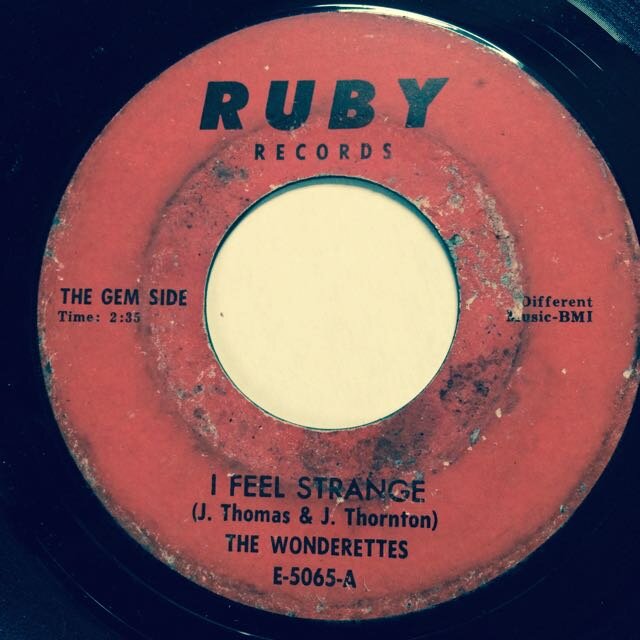 RUBY
RECORDS
THE GEM SIDE
Time: 2:35
Different
Music-BMI
I FEEL STRANGE
(J. Thomas & J. Thornton)
THE WONDERETTES
E-5065-A